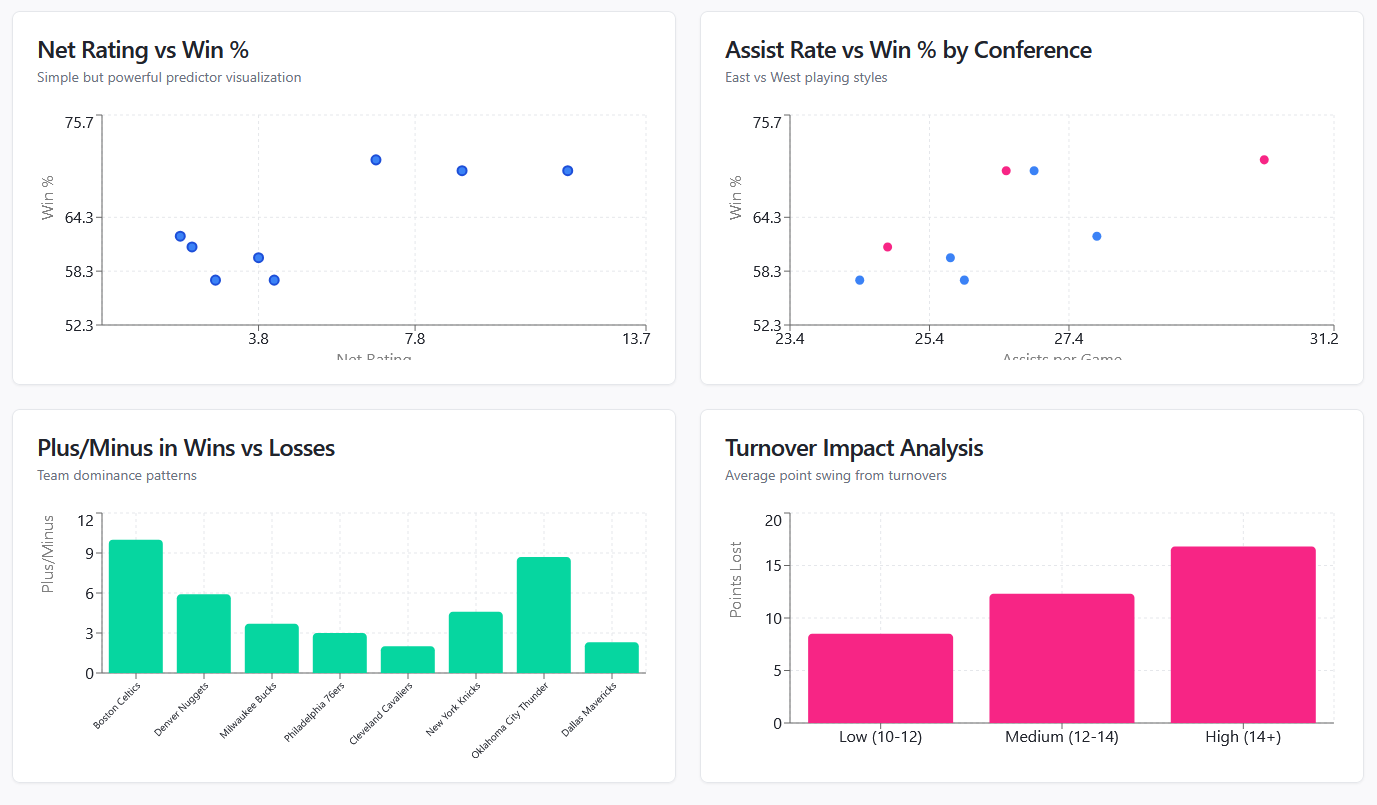 Net Rating vs Win %
Simple but powerful predictor visualization
75.7
64.3
58.3
52.3
Win %
3.8
7.8
13.7
Net Rating
Assist Rate vs Win % by Conference
East vs West playing styles
75.7
64.3
58.3
52.3
Win %
23.4
25.4
27.4
31.2
Assists per Game
Plus/Minus in Wins vs Losses
Team dominance patterns
12
9
6
3
0
Plus/Minus
Boston Celtics
Denver Nuggets
Milwaukee Bucks
Philadelphia 76ers
Cleveland Cavaliers
New York Knicks
Oklahoma City Thunder
Dallas Mavericks
Turnover Impact Analysis
Average point swing from turnovers
20
15
10
5
0
Points Lost
Low (10-12)
Medium (12-14)
High (14+)